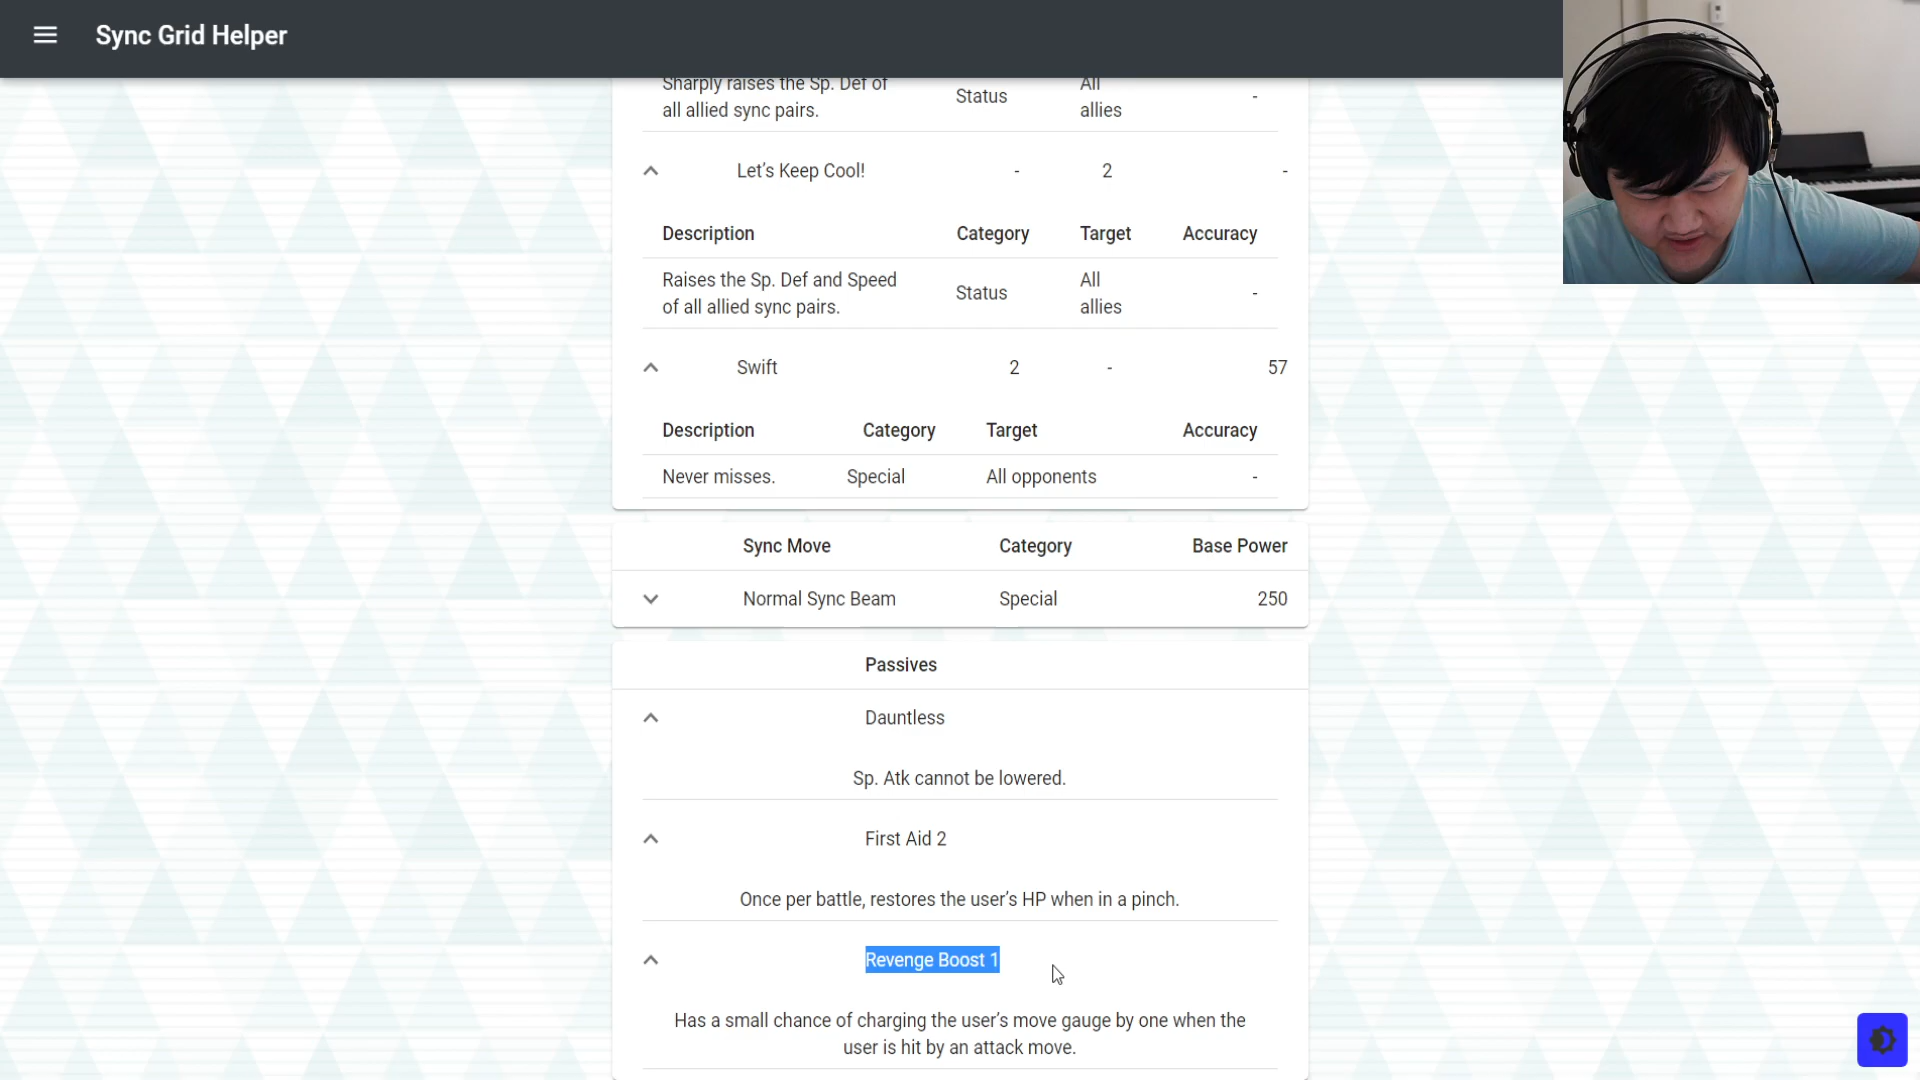 Sync Grid Helper
Sharply raises the Sp. Def of
all allied sync pairs.
Status
All
allies
-
Let's Keep Cool!
-
2
-
Description
Category
Target
Accuracy
Raises the Sp. Def and Speed
of all allied sync pairs.
Status
All
allies
-
Swift
2
-
57
Description
Category
Target
Accuracy
Never misses.
Special
All opponents
-
Sync Move
Category
Base Power
Normal Sync Beam
Special
250
Passives
Dauntless
Sp. Atk cannot be lowered.
First Aid 2
Once per battle, restores the user's HP when in a pinch.
Revenge Boost 1
Has a small chance of charging the user's move gauge by one when the
user is hit by an attack move.